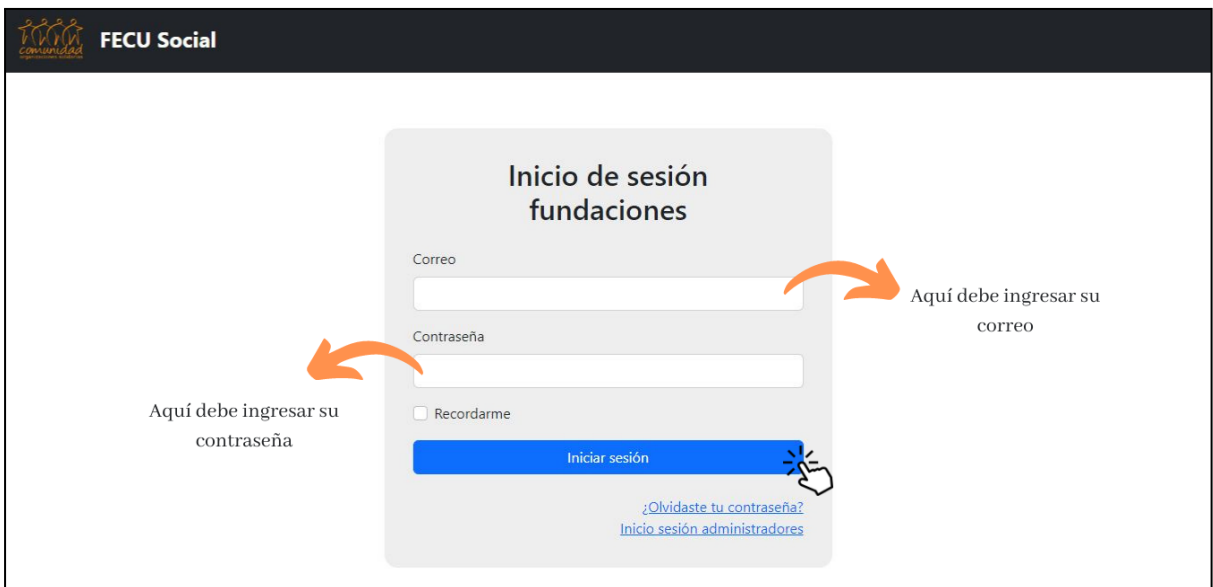 comunidad
FECU Social
Inicio de sesión
fundaciones
Correo
Aquí debe ingresar su
correo
Contraseña
Aquí debe ingresar su
contraseña
Recordarme
Iniciar sesión
¿Olvidaste tu contraseña?
Inicio sesión administradores